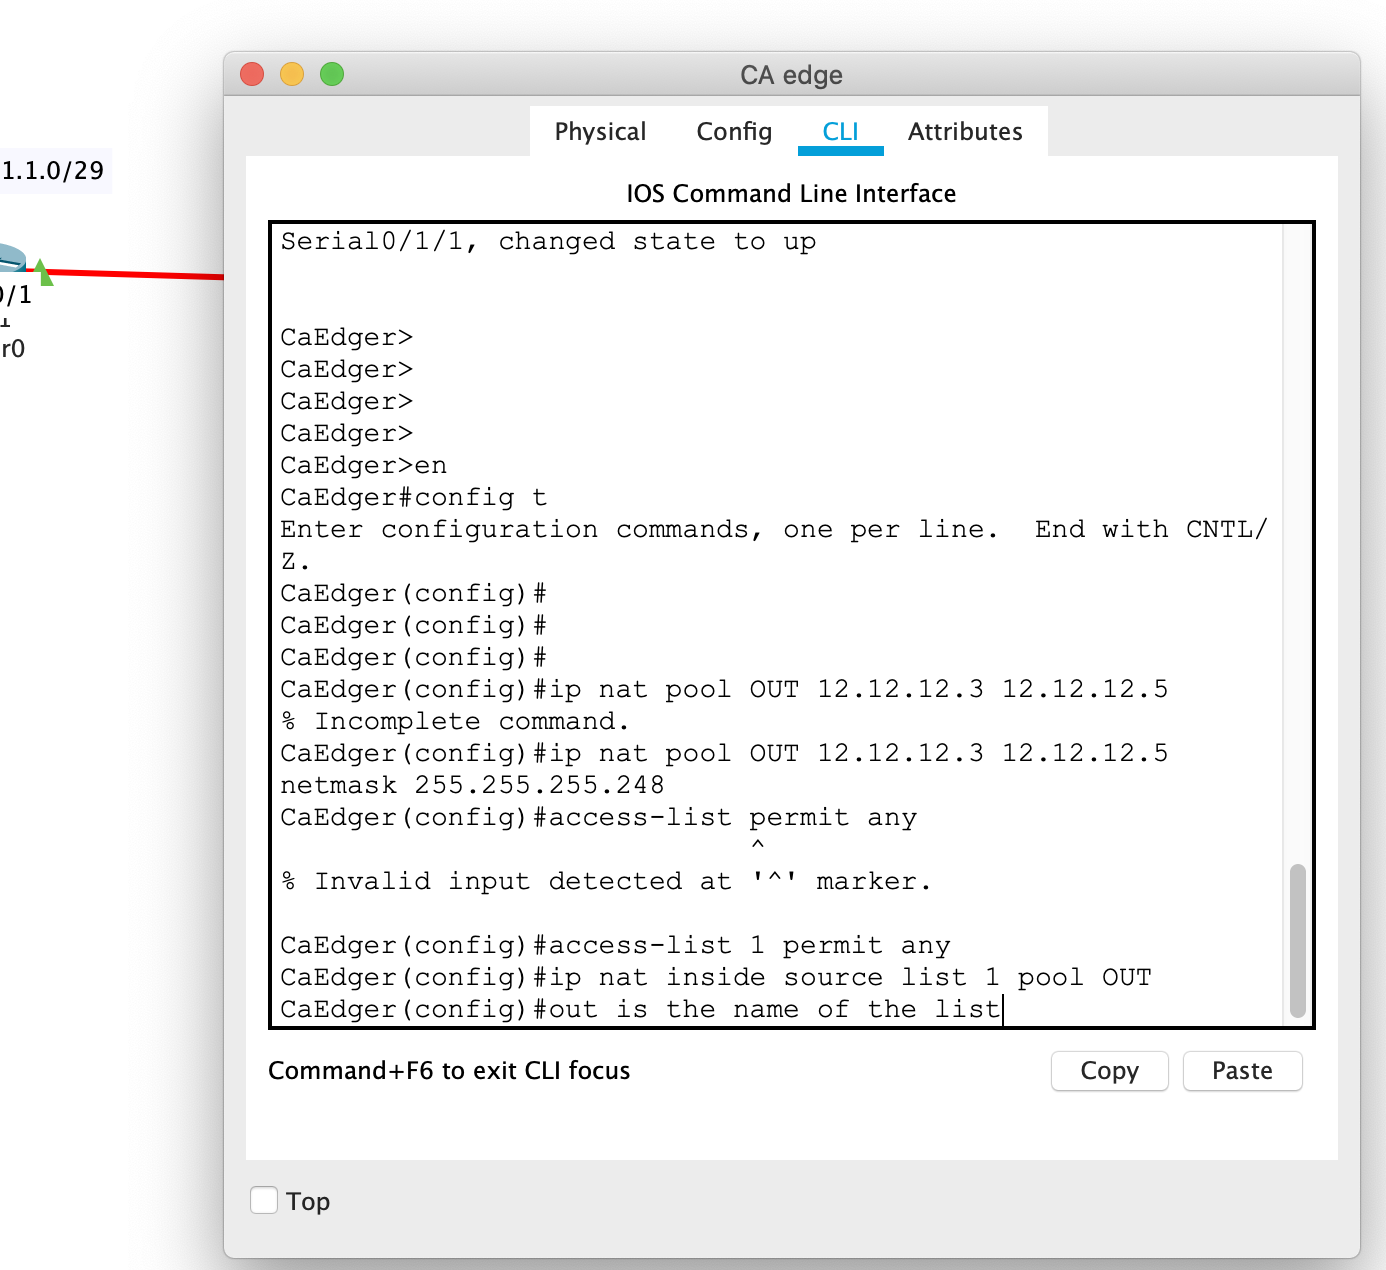 CA edge
Physical Config CLI Attributes
1.1.0/29
IOS Command Line Interface
Serial0/1/1, changed state to up
0/1
r0
CaEdger>
CaEdger>
CaEdger>
CaEdger>
CaEdger>en
CaEdger#config t
Enter configuration commands, one per line.  End with CNTL/
Z.
CaEdger(config)#
CaEdger(config)#
CaEdger(config)#
CaEdger(config)#ip nat pool OUT 12.12.12.3 12.12.12.5
% Incomplete command.
CaEdger(config)#ip nat pool OUT 12.12.12.3 12.12.12.5
netmask 255.255.255.248
CaEdger(config)#access-list permit any
^
% Invalid input detected at '^' marker.
CaEdger(config)#access-list 1 permit any
CaEdger(config)#ip nat inside source list 1 pool OUT
CaEdger(config)#out is the name of the list
Command+F6 to exit CLI focus
Copy Paste
Top